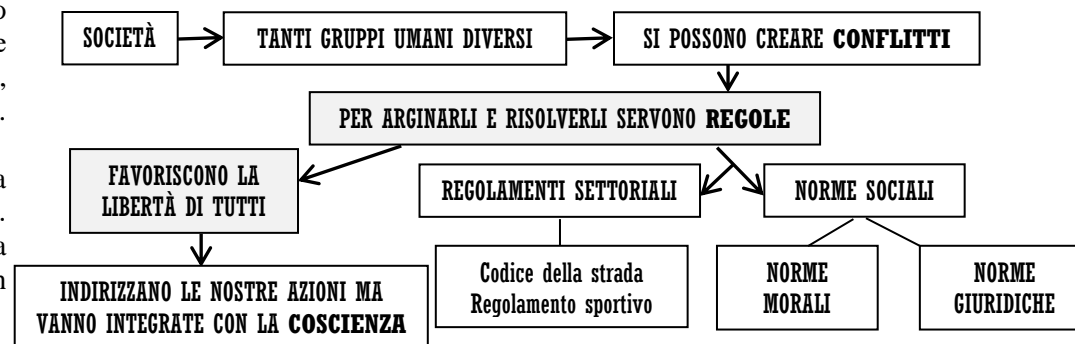 o
e
,
.
a
.
a
n
SOCIETÀ
TANTI GRUPPI UMANI DIVERSI
SI POSSONO CREARE CONFLITTI
PER ARGINARLI E RISOLVERLI SERVONO REGOLE
FAVORISCONO LA
LIBERTÀ DI TUTTI
REGOLAMENTI SETTORIALI
NORME SOCIALI
INDIRIZZANO LE NOSTRE AZIONI MA
VANNO INTEGRATE CON LA COSCIENZA
Codice della strada
Regolamento sportivo
NORME
MORALI
NORME
GIURIDICHE